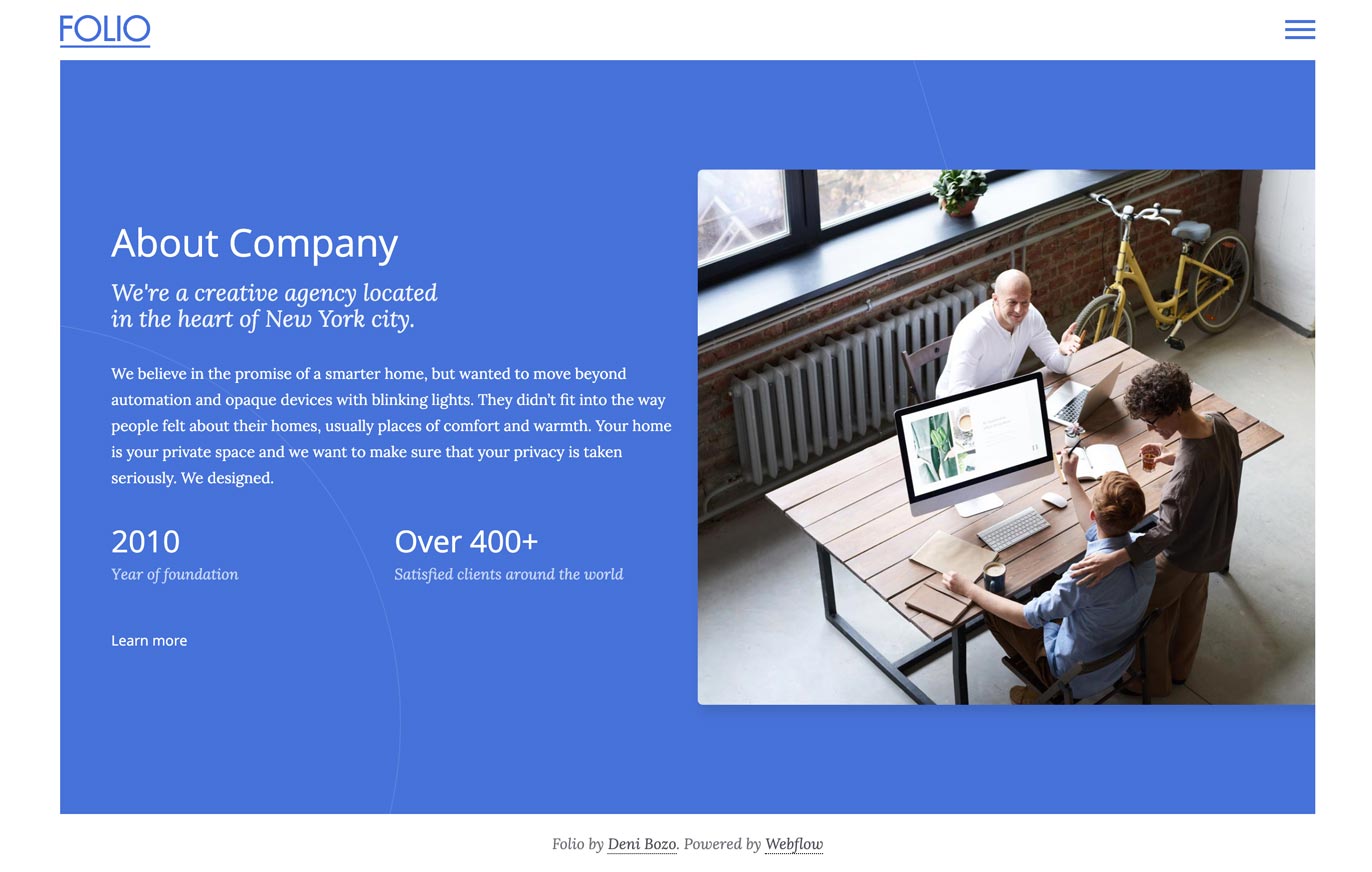 FOLIO
About Company
We're a creative agency located
in the heart of New York city.
We believe in the promise of a smarter home, but wanted to move beyond
automation and opaque devices with blinking lights. They didn’t fit into the way
people felt about their homes, usually places of comfort and warmth. Your home
is your private space and we want to make sure that your privacy is taken
seriously. We designed.
2010
Year of foundation
Over 400+
Satisfied clients around the world
Learn more
Folio by Deni Bozo. Powered by Webflow